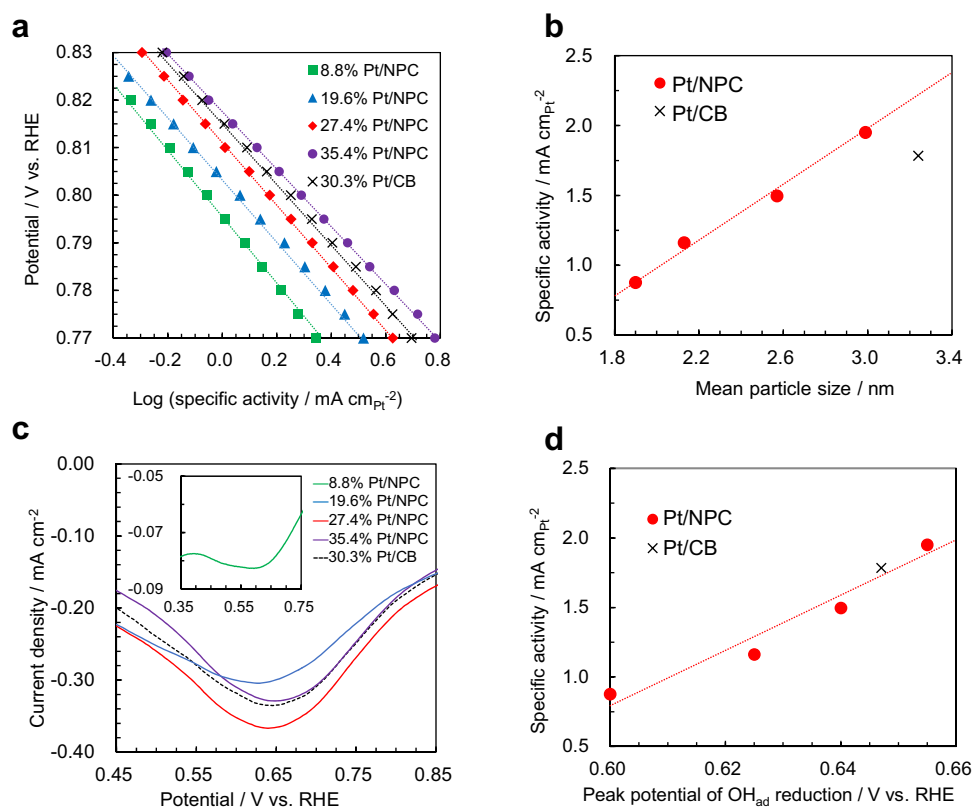 a
0.83
0.82
0.81
0.80
0.79
0.78
0.77
-0.4
-0.2
0.0
0.2
0.4
0.6
0.8
Potential / V vs. RHE
Log (specific activity / mA cmPt-2)
8.8% Pt/NPC
19.6% Pt/NPC
27.4% Pt/NPC
35.4% Pt/NPC
30.3% Pt/CB
b
2.5
2.0
1.5
1.0
0.5
1.8
2.2
2.6
3.0
3.4
Specific activity / mA cmPt-2
Mean particle size / nm
Pt/NPC
Pt/CB
c
0.00
-0.10
-0.20
-0.30
-0.40
0.45
0.55
0.65
0.75
0.85
Current density / mA cm-2
Potential / V vs. RHE
-0.05
-0.07
-0.09
0.35
0.55
0.75
8.8% Pt/NPC
19.6% Pt/NPC
27.4% Pt/NPC
35.4% Pt/NPC
30.3% Pt/CB
d
2.5
2.0
1.5
1.0
0.5
0.60
0.62
0.64
0.66
Specific activity / mA cmPt-2
Peak potential of OHad reduction / V vs. RHE
Pt/NPC
Pt/CB